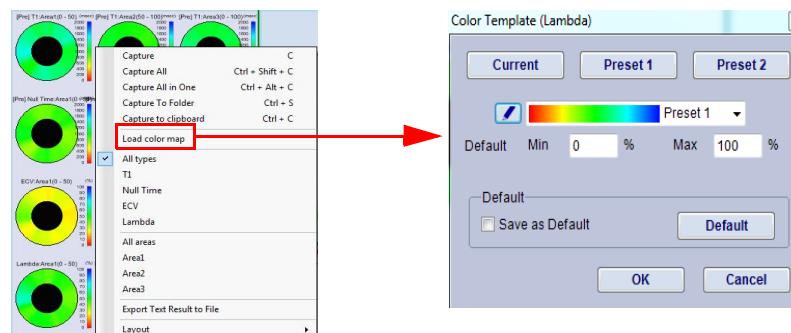 [Pre] T1:Area1(0 - 50) (msec) [Pre] T1:Area2(50 - 100) (msec) [Pre] T1:Area3(0 - 100) (msec)
[Pre] Null Time:Area1(0
ECV:Area1(0 - 50) (%)
Lambda:Area1(0 - 50) (%)
Capture C
Capture All Ctrl + Shift + C
Capture All in One Ctrl + Alt + C
Capture To Folder Ctrl + S
Capture to clipboard Ctrl + C
Load color map
All types
T1
Null Time
ECV
Lambda
All areas
Area1
Area2
Area3
Export Text Result to File
Layout
Color Template (Lambda)
Current Preset 1 Preset 2
Preset 1
Default Min 0 % Max 100 %
Default
Save as Default Default
OK Cancel